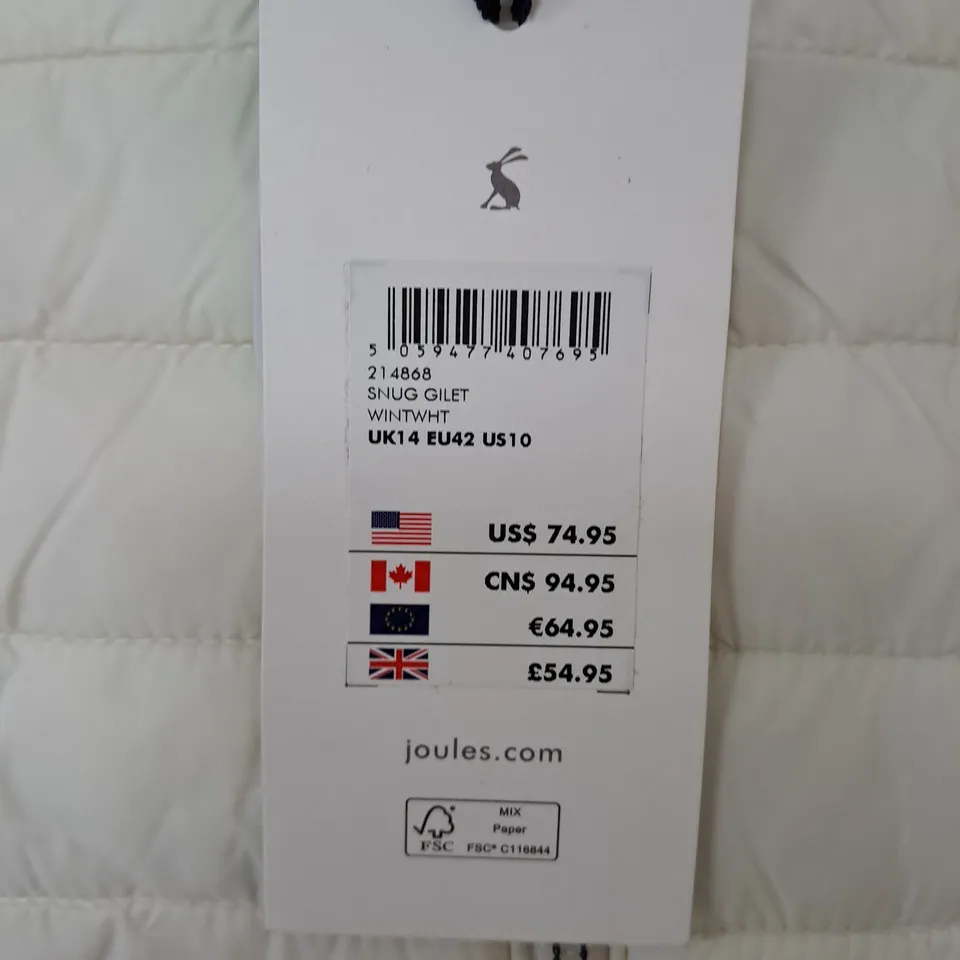 5 059477 407695
214868
SNUG GILET
WINTWHT
UK14 EU42 US10
US$ 74.95
CN$ 94.95
€64.95
£54.95
joules.com
MIX
Paper
FSC
FSC® C116844